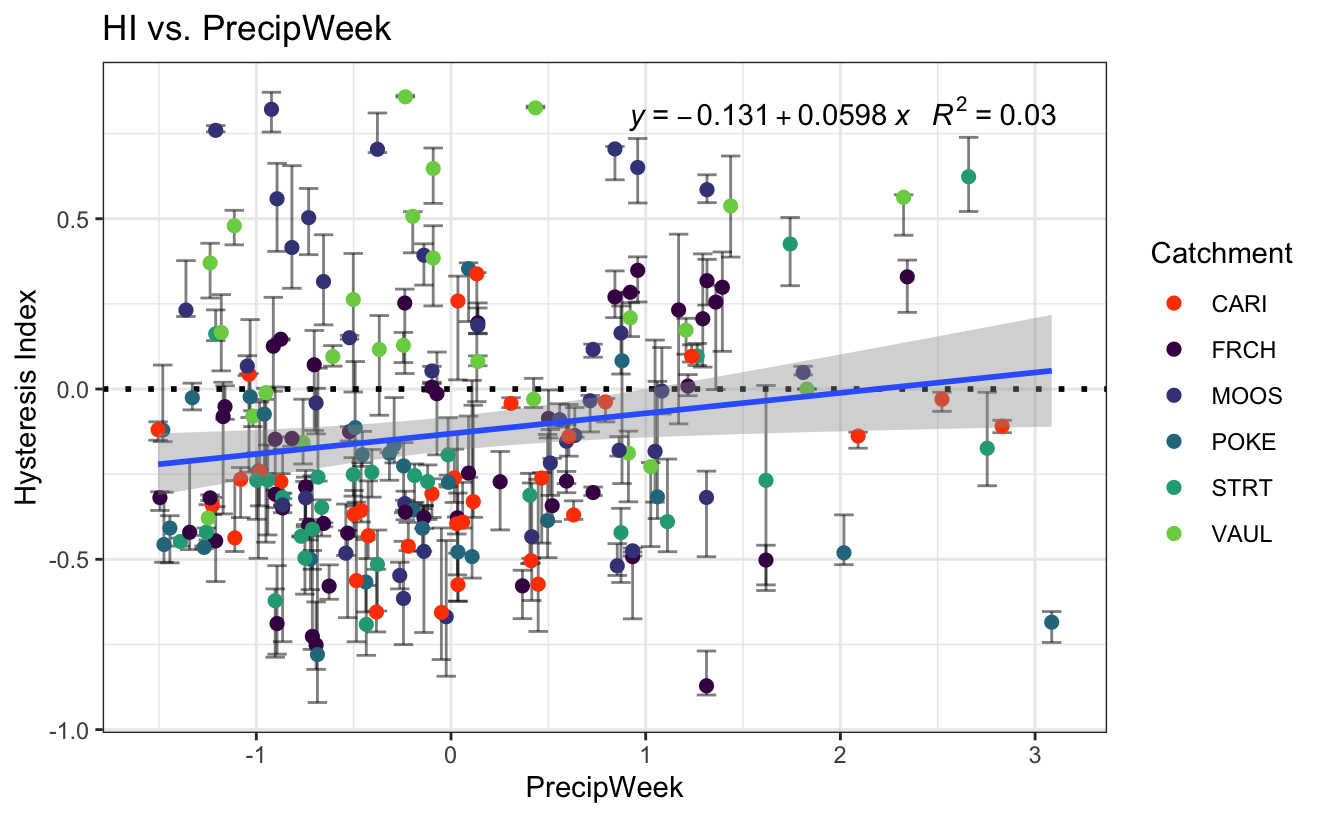 HI vs. PrecipWeek
y = −0.131 + 0.0598 x R² = 0.03
Hysteresis Index
0.5
0.0
-0.5
-1.0
-1
0
1
2
3
PrecipWeek
Catchment
CARI
FRCH
MOOS
POKE
STRT
VAUL